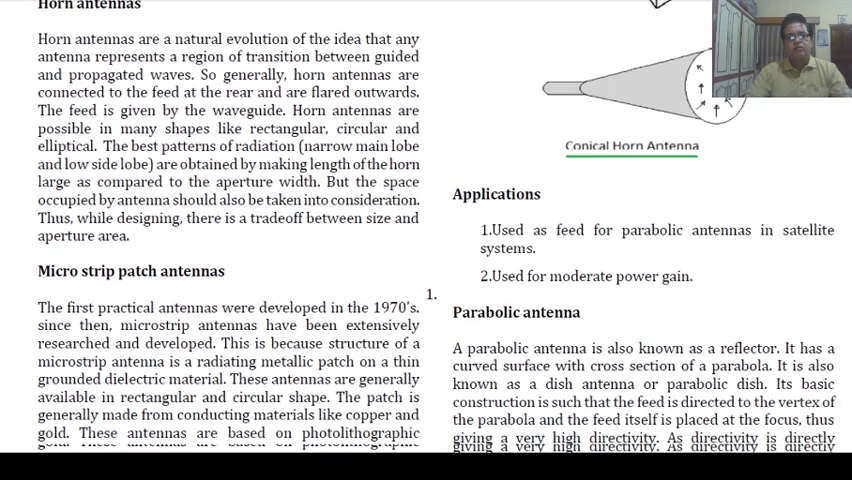 Horn antennas
Horn antennas are a natural evolution of the idea that any
antenna represents a region of transition between guided
and propagated waves. So generally, horn antennas are
connected to the feed at the rear and are flared outwards.
The feed is given by the waveguide. Horn antennas are
possible in many shapes like rectangular, circular and
elliptical. The best patterns of radiation (narrow main lobe
and low side lobe) are obtained by making length of the horn
large as compared to the aperture width. But the space
occupied by antenna should also be taken into consideration.
Thus, while designing, there is a tradeoff between size and
aperture area.
Micro strip patch antennas
The first practical antennas were developed in the 1970's.
since then, microstrip antennas have been extensively
researched and developed. This is because structure of a
microstrip antenna is a radiating metallic patch on a thin
grounded dielectric material. These antennas are generally
available in rectangular and circular shape. The patch is
generally made from conducting materials like copper and
gold. These antennas are based on photolithographic
Conical Horn Antenna
Applications
1.Used as feed for parabolic antennas in satellite
systems.
2.Used for moderate power gain.
1.
Parabolic antenna
A parabolic antenna is also known as a reflector. It has a
curved surface with cross section of a parabola. It is also
known as a dish antenna or parabolic dish. Its basic
construction is such that the feed is directed to the vertex of
the parabola and the feed itself is placed at the focus, thus
giving a very high directivity. As directivity is directly